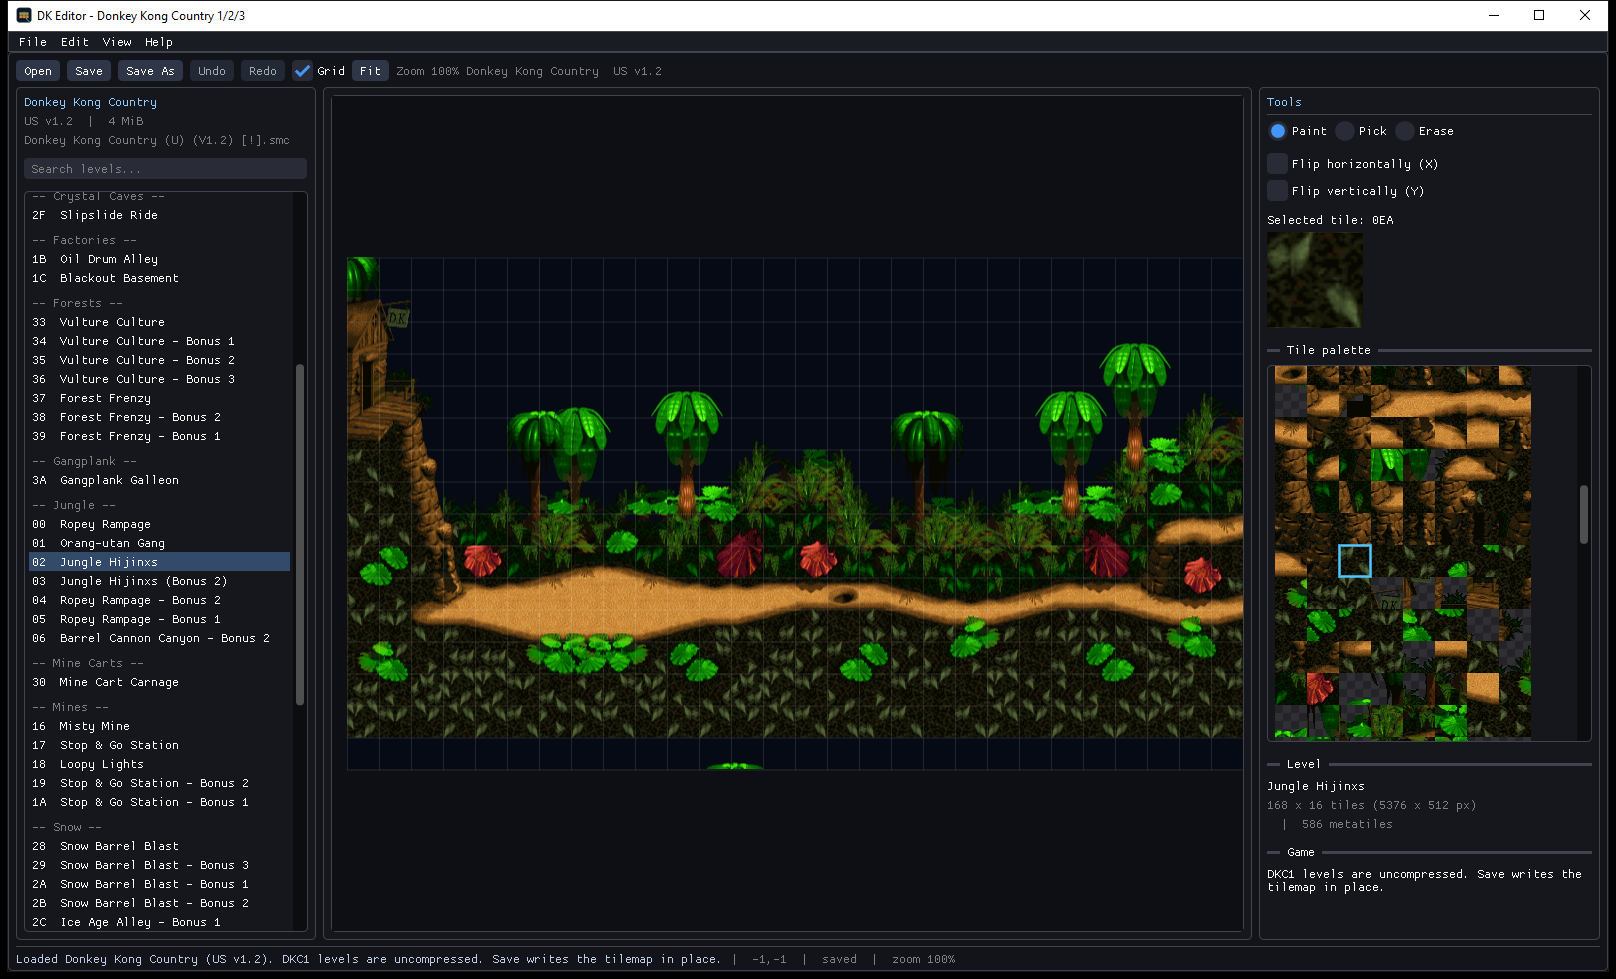 DK Editor - Donkey Kong Country 1/2/3
File Edit View Help
Open Save Save As Undo Redo Grid Fit Zoom 100% Donkey Kong Country US v1.2
Donkey Kong Country
US v1.2 | 4 MiB
Donkey Kong Country (U) (V1.2) [!].smc
Search levels...
-- Crystal Caves --
2F Slipslide Ride
-- Factories --
1B Oil Drum Alley
1C Blackout Basement
-- Forests --
33 Vulture Culture
34 Vulture Culture - Bonus 1
35 Vulture Culture - Bonus 2
36 Vulture Culture - Bonus 3
37 Forest Frenzy
38 Forest Frenzy - Bonus 2
39 Forest Frenzy - Bonus 1
-- Gangplank --
3A Gangplank Galleon
-- Jungle --
00 Ropey Rampage
01 Orang-utan Gang
02 Jungle Hijinxs
03 Jungle Hijinxs (Bonus 2)
04 Ropey Rampage - Bonus 2
05 Ropey Rampage - Bonus 1
06 Barrel Cannon Canyon - Bonus 2
-- Mine Carts --
30 Mine Cart Carnage
-- Mines --
16 Misty Mine
17 Stop & Go Station
18 Loopy Lights
19 Stop & Go Station - Bonus 2
1A Stop & Go Station - Bonus 1
-- Snow --
28 Snow Barrel Blast
29 Snow Barrel Blast - Bonus 3
2A Snow Barrel Blast - Bonus 1
2B Snow Barrel Blast - Bonus 2
2C Ice Age Alley - Bonus 1
D.K
Tools
Paint Pick Erase
Flip horizontally (X)
Flip vertically (Y)
Selected tile: 0EA
Tile palette
DK
Level
Jungle Hijinxs
168 x 16 tiles (5376 x 512 px)
| 586 metatiles
Game
DKC1 levels are uncompressed. Save writes the
tilemap in place.
Loaded Donkey Kong Country (US v1.2). DKC1 levels are uncompressed. Save writes the tilemap in place. | -1,-1 | saved | zoom 100%